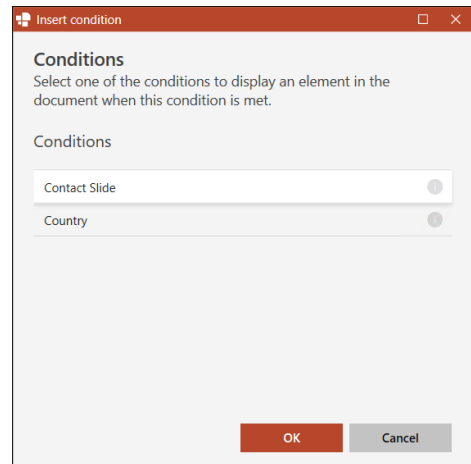 Insert condition
Conditions
Select one of the conditions to display an element in the
document when this condition is met.
Conditions
Contact Slide
Country
OK
Cancel